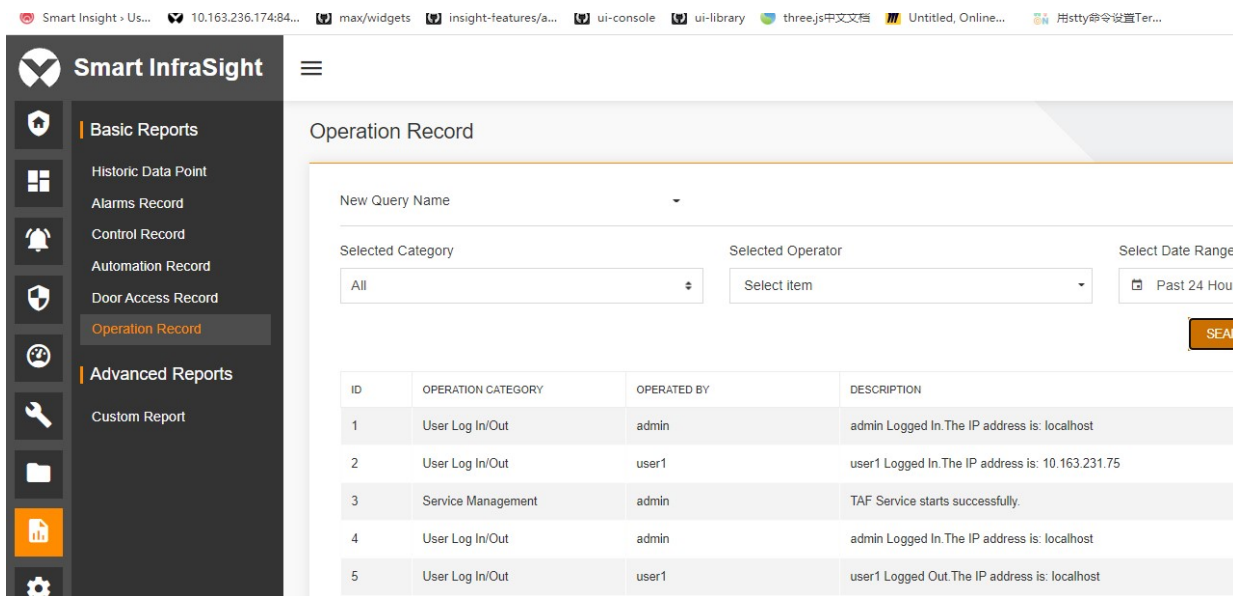 Smart Insight › Us... 10.163.236.174:84... max/widgets insight-features/a... ui-console ui-library three.js中文文档 Untitled, Online... 用stty命令设置Ter...
Smart InfraSight
Basic Reports
Historic Data Point
Alarms Record
Control Record
Automation Record
Door Access Record
Operation Record
Advanced Reports
Custom Report
Operation Record
New Query Name
Selected Category Selected Operator Select Date Range
All Select item Past 24 Hou
SEA
ID OPERATION CATEGORY OPERATED BY DESCRIPTION
1 User Log In/Out admin admin Logged In.The IP address is: localhost
2 User Log In/Out user1 user1 Logged In.The IP address is: 10.163.231.75
3 Service Management admin TAF Service starts successfully.
4 User Log In/Out admin admin Logged In.The IP address is: localhost
5 User Log In/Out user1 user1 Logged Out.The IP address is: localhost